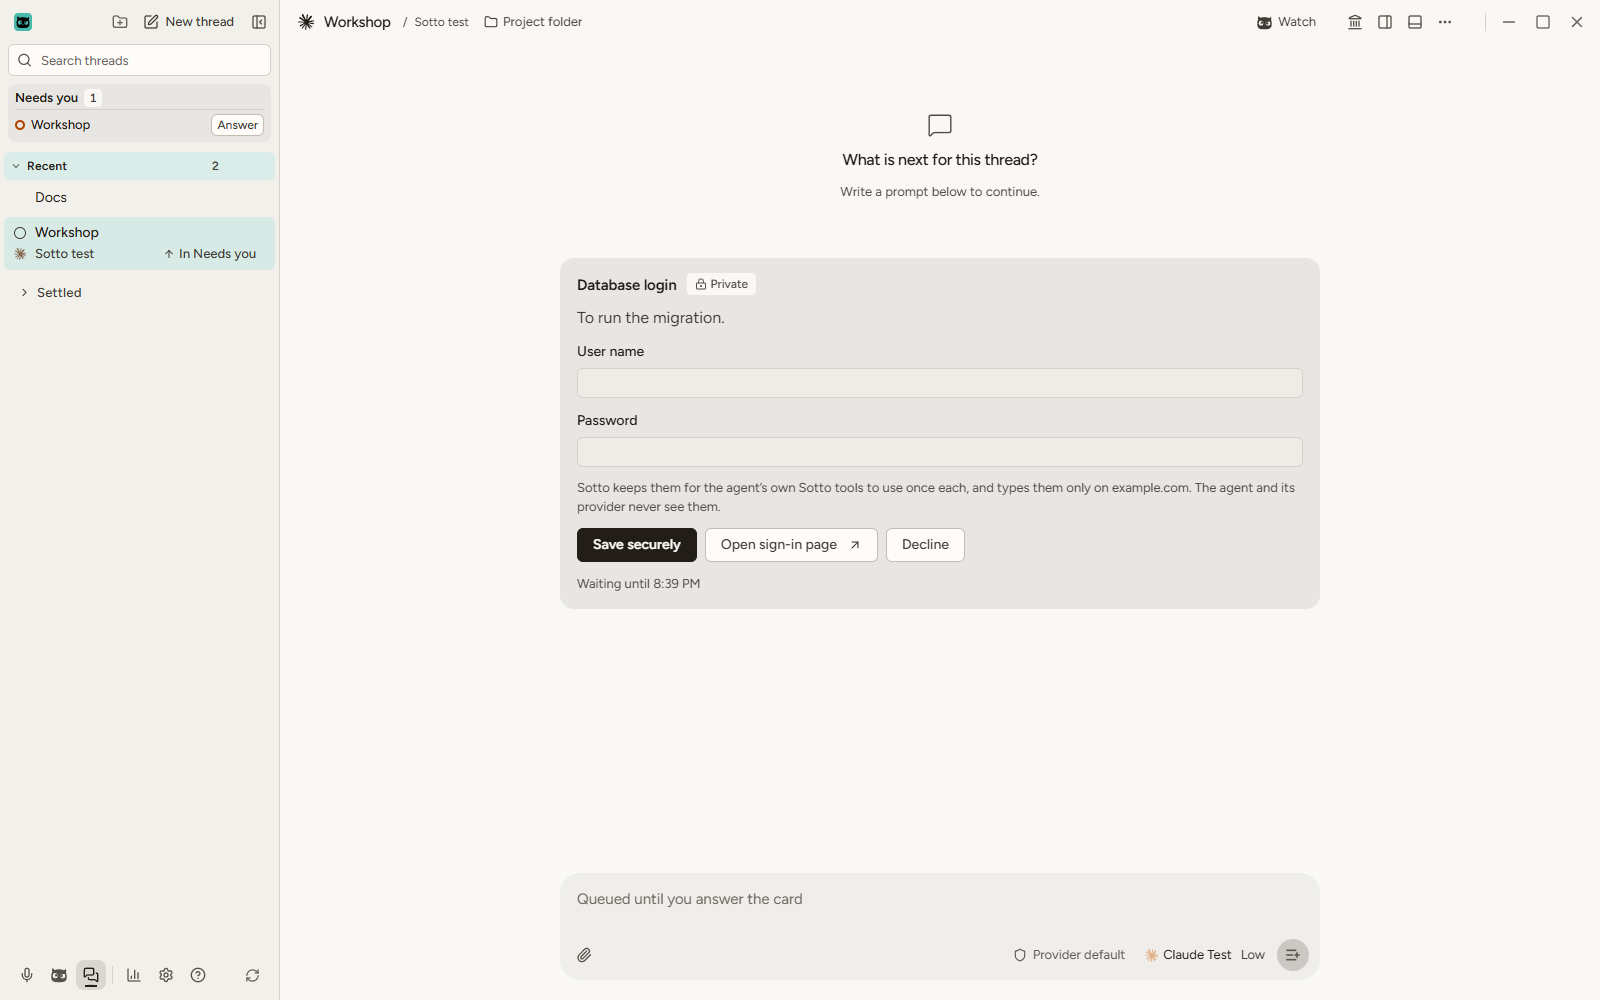 New thread
Search threads
Needs you 1
Workshop Answer
Recent 2
Docs
Workshop
Sotto test ↑ In Needs you
Settled
Workshop / Sotto test Project folder
Watch
What is next for this thread?
Write a prompt below to continue.
Database login Private
To run the migration.
User name
Password
Sotto keeps them for the agent's own Sotto tools to use once each, and types them only on example.com. The agent and its
provider never see them.
Save securely Open sign-in page Decline
Waiting until 8:39 PM
Queued until you answer the card
Provider default Claude Test Low